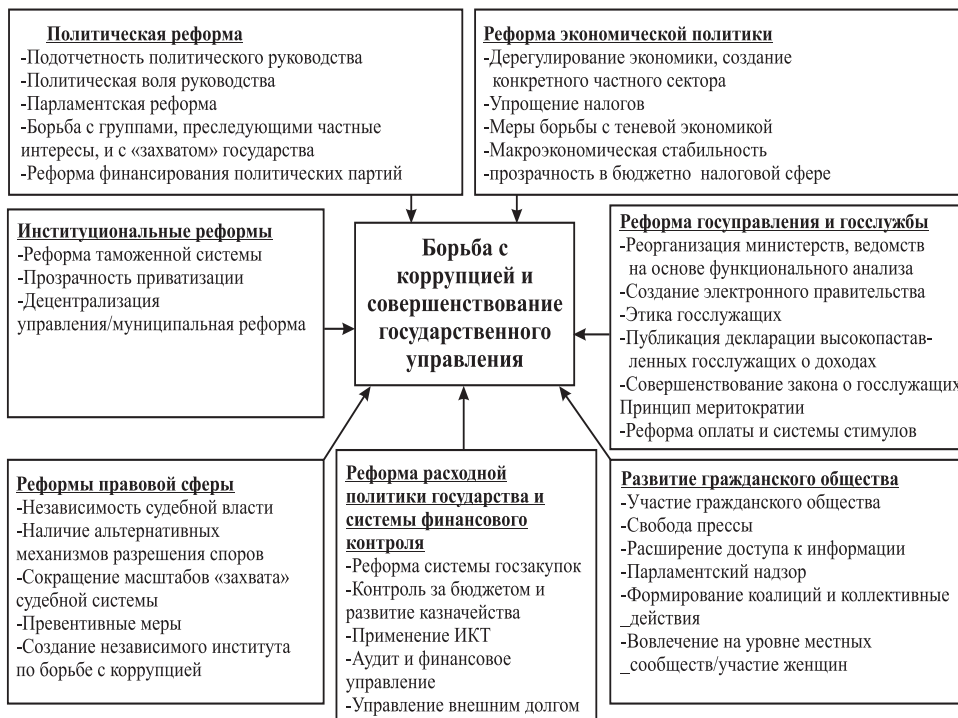 Политическая реформа
-Подотчетность политического руководства
-Политическая воля руководства
-Парламентская реформа
-Борьба с группами, преследующими частные
интересы, и с «захватом» государства
-Реформа финансирования политических партий
Реформа экономической политики
-Дерегулирование экономики, создание
конкретного частного сектора
-Упрощение налогов
-Меры борьбы с теневой экономикой
-Макроэкономическая стабильность
-прозрачность в бюджетно налоговой сфере
Институциональные реформы
-Реформа таможенной системы
-Прозрачность приватизации
-Децентрализация
управления/муниципальная реформа
Борьба с
коррупцией и
совершенствование
государственного
управления
Реформа госуправления и госслужбы
-Реорганизация министерств, ведомств
на основе функционального анализа
-Создание электронного правительства
-Этика госслужащих
-Публикация декларации высокопастав-
ленных госслужащих о доходах
-Совершенствование закона о госслужащих
Принцип меритократии
-Реформа оплаты и системы стимулов
Реформы правовой сферы
-Независимость судебной власти
-Наличие альтернативных
механизмов разрешения споров
-Сокращение масштабов «захвата»
судебной системы
-Превентивные меры
-Создание независимого института
по борьбе с коррупцией
Реформа расходной
политики государства и
системы финансового
контроля
-Реформа системы госзакупок
-Контроль за бюджетом и
развитие казначейства
-Применение ИКТ
-Аудит и финансовое
управление
-Управление внешним долгом
Развитие гражданского общества
-Участие гражданского общества
-Свобода прессы
-Расширение доступа к информации
-Парламентский надзор
-Формирование коалиций и коллективные
_действия
-Вовлечение на уровне местных
_сообществ/участие женщин